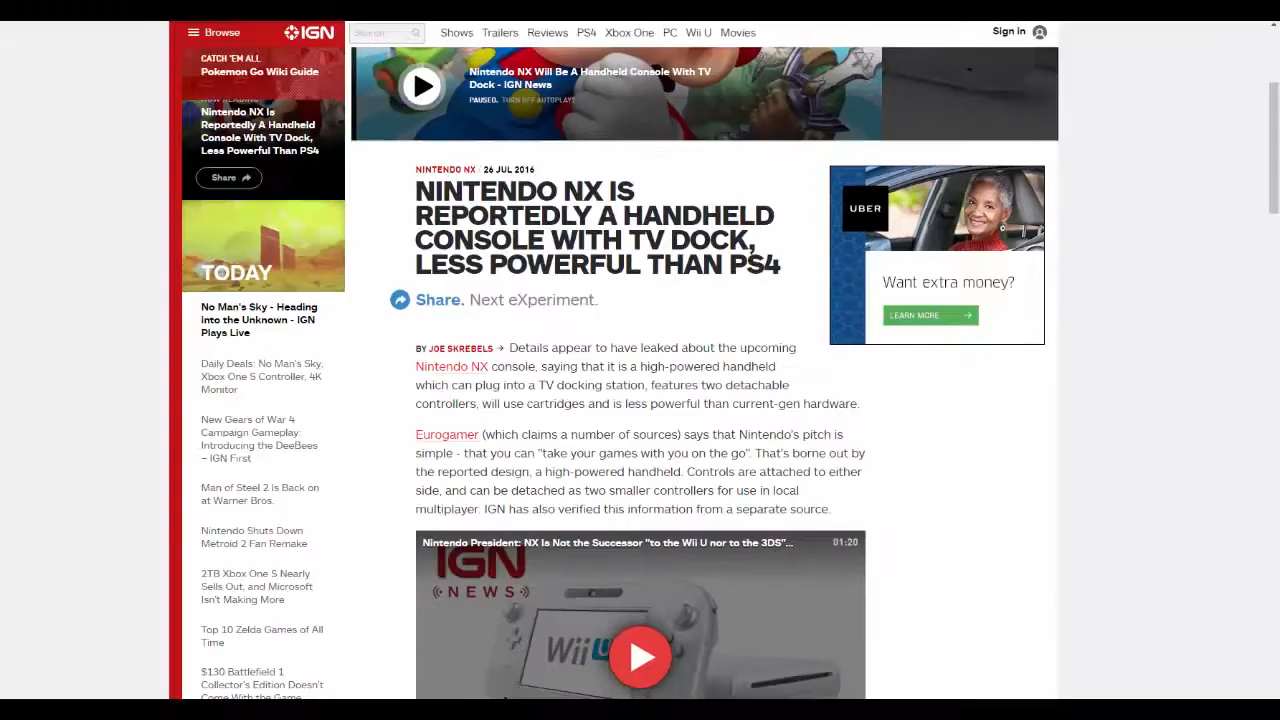 Browse
IGN
Search
Shows
Trailers
Reviews
PS4
Xbox One
PC
Wii U
Movies
Sign in
CATCH 'EM ALL
Pokemon Go Wiki Guide
NOW READING
Nintendo NX Is
Reportedly A Handheld
Console With TV Dock,
Less Powerful Than PS4
Share
TODAY
No Man's Sky - Heading
into the Unknown - IGN
Plays Live
Daily Deals: No Man's Sky,
Xbox One S Controller, 4K
Monitor
New Gears of War 4
Campaign Gameplay:
Introducing the DeeBees
– IGN First
Man of Steel 2 Is Back on
at Warner Bros.
Nintendo Shuts Down
Metroid 2 Fan Remake
2TB Xbox One S Nearly
Sells Out, and Microsoft
Isn't Making More
Top 10 Zelda Games of All
Time
$130 Battlefield 1
Collector's Edition Doesn't
Come With the Game
Nintendo NX Will Be A Handheld Console With TV
Dock - IGN News
PAUSED. TURN OFF AUTOPLAY?
NINTENDO NX / 26 JUL 2016
NINTENDO NX IS
REPORTEDLY A HANDHELD
CONSOLE WITH TV DOCK,
LESS POWERFUL THAN PS4
Share. Next eXperiment.
BY JOE SKREBELS → Details appear to have leaked about the upcoming
Nintendo NX console, saying that it is a high-powered handheld
which can plug into a TV docking station, features two detachable
controllers, will use cartridges and is less powerful than current-gen hardware.
Eurogamer (which claims a number of sources) says that Nintendo's pitch is
simple - that you can "take your games with you on the go". That's borne out by
the reported design, a high-powered handheld. Controls are attached to either
side, and can be detached as two smaller controllers for use in local
multiplayer. IGN has also verified this information from a separate source.
Nintendo President: NX Is Not the Successor "to the Wii U nor to the 3DS"...
01:20
IGN
NEWS
Wii U
UBER
Want extra money?
LEARN MORE →